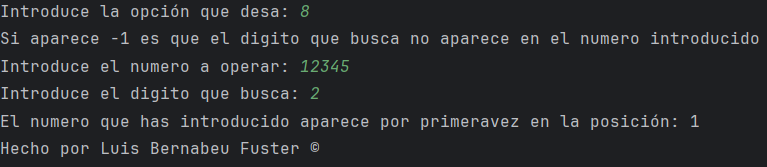 Introduce la opción que desa: 8
Si aparece -1 es que el digito que busca no aparece en el numero introducido
Introduce el numero a operar: 12345
Introduce el digito que busca: 2
El numero que has introducido aparece por primeravez en la posición: 1
Hecho por Luis Bernabeu Fuster ©